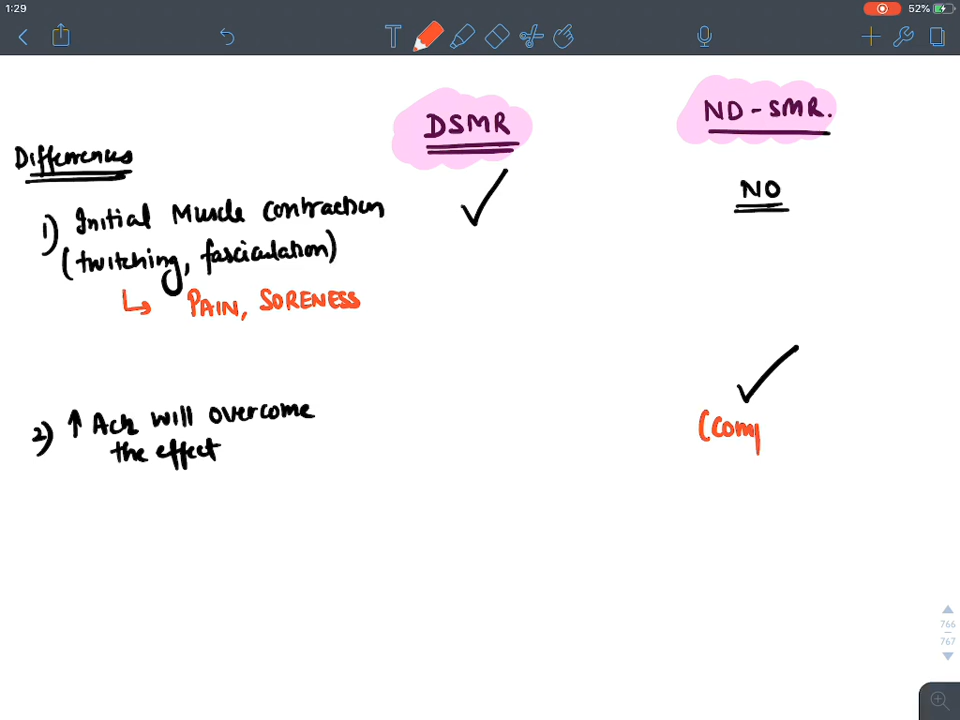 1:29
52%
T
DSMR
ND-SMR.
Differences
1) Initial Muscle contraction
(twitching, fasciculation)
NO
↳ PAIN, SORENESS
2) ↑ Ach will overcome
the effect
(Comp
766
767